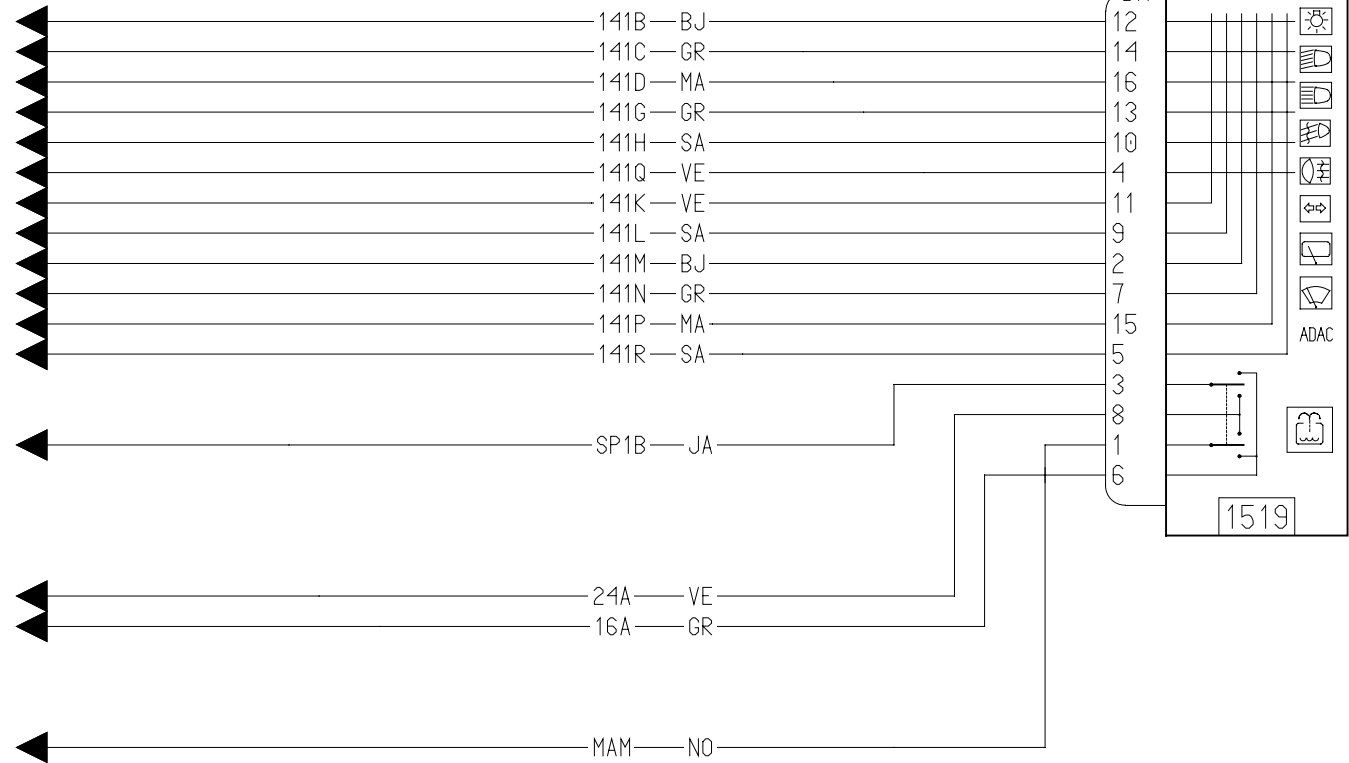 141B BJ 12
141C GR 14
141D MA 16
141G GR 13
141H SA 10
141Q VE 4
141K VE 11
141L SA 9
141M BJ 2
141N GR 7
141P MA 15
ADAC
141R SA 5
3
8
SP1B JA 1
6
1519
24A VE
16A GR
MAM NO